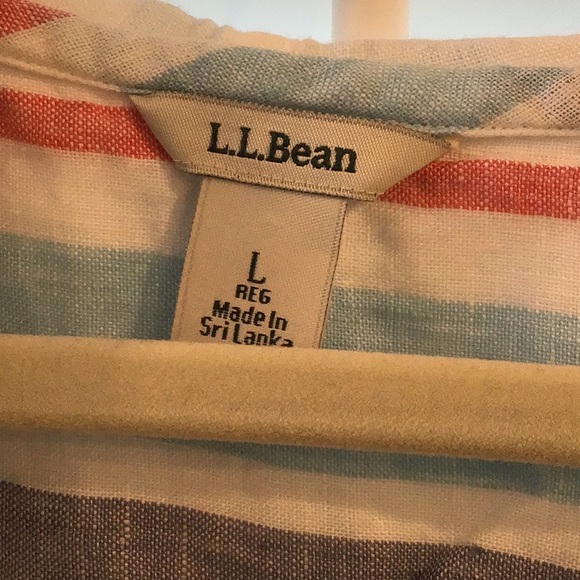 L.L.Bean
L
REG
Made In
Sri Lanka